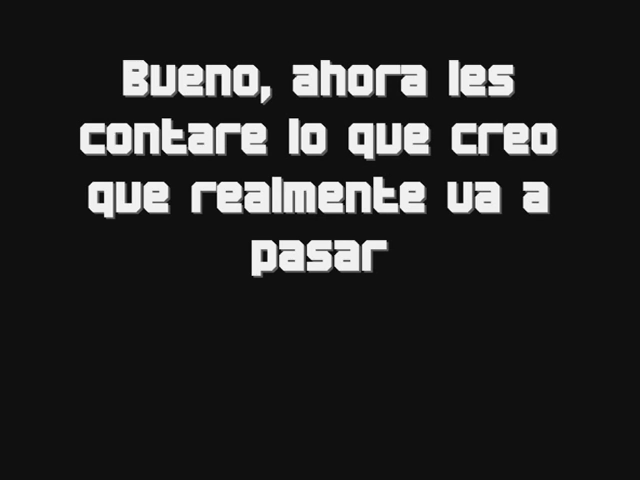 Bueno, ahora les
contare lo que creo
que realmente va a
pasar